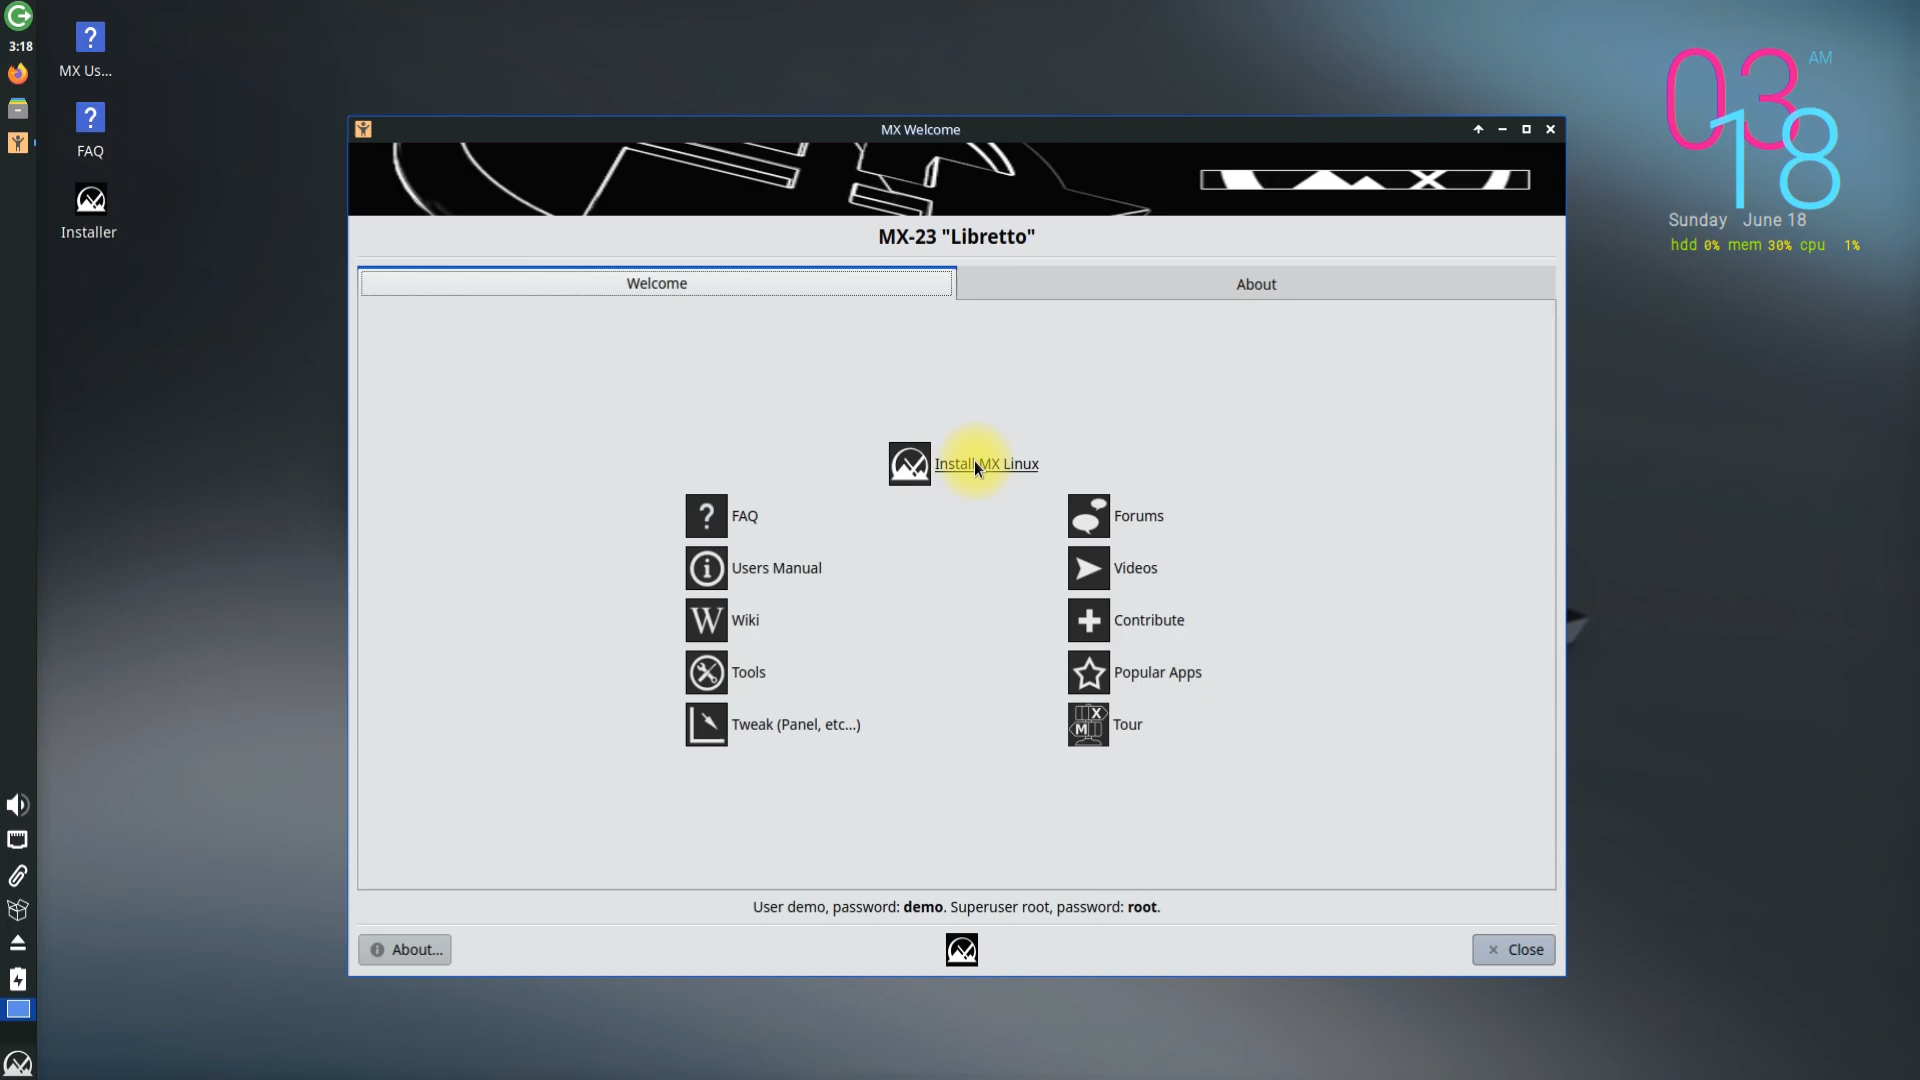 3:18
MX Us...
FAQ
Installer
MX Welcome
MX-23 "Libretto"
Welcome
About
Install MX Linux
FAQ
Forums
Users Manual
Videos
Wiki
Contribute
Tools
Popular Apps
Tweak (Panel, etc...)
Tour
User demo, password: demo. Superuser root, password: root.
About...
Close
03 AM
18
Sunday June 18
hdd 0% mem 30% cpu 1%